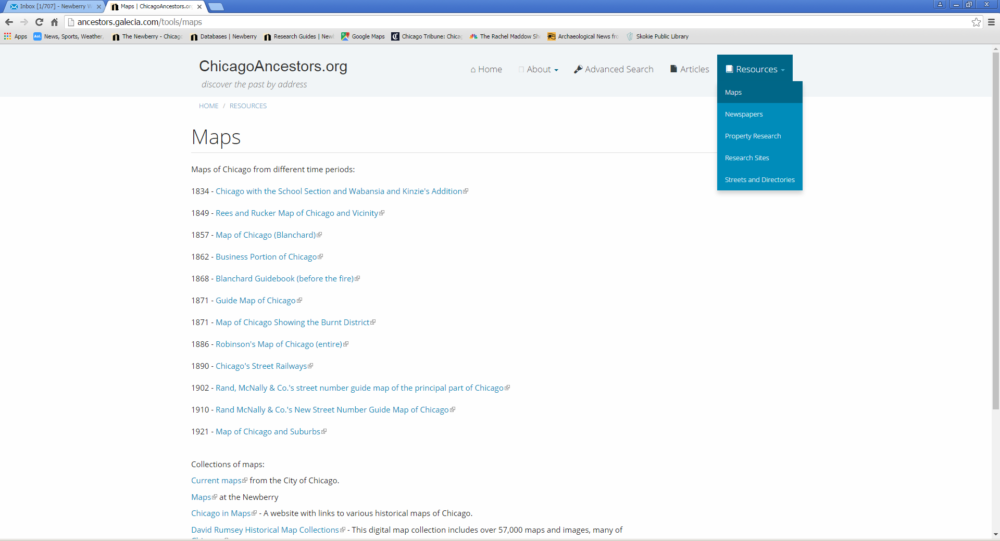 Inbox [1/707] - Newberry W
Maps | ChicagoAncestors.or
ancestors.galecia.com/tools/maps
Apps
Aol.
News, Sports, Weather,
The Newberry - Chicago
Databases | Newberry
Research Guides | Newl
Google Maps
Chicago Tribune: Chicag
The Rachel Maddow Sh
Archaeological News fro
Skokie Public Library
ChicagoAncestors.org
discover the past by address
Home
About
Advanced Search
Articles
Resources
Maps
Newspapers
Property Research
Research Sites
Streets and Directories
HOME / RESOURCES
Maps
Maps of Chicago from different time periods:
1834 - Chicago with the School Section and Wabansia and Kinzie's Addition
1849 - Rees and Rucker Map of Chicago and Vicinity
1857 - Map of Chicago (Blanchard)
1862 - Business Portion of Chicago
1868 - Blanchard Guidebook (before the fire)
1871 - Guide Map of Chicago
1871 - Map of Chicago Showing the Burnt District
1886 - Robinson's Map of Chicago (entire)
1890 - Chicago's Street Railways
1902 - Rand, McNally & Co.'s street number guide map of the principal part of Chicago
1910 - Rand McNally & Co.'s New Street Number Guide Map of Chicago
1921 - Map of Chicago and Suburbs
Collections of maps:
Current maps from the City of Chicago.
Maps at the Newberry
Chicago in Maps - A website with links to various historical maps of Chicago.
David Rumsey Historical Map Collections - This digital map collection includes over 57,000 maps and images, many of